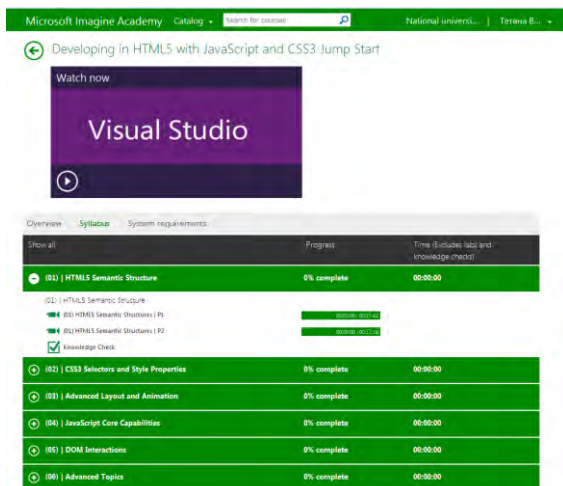 Microsoft Imagine Academy Catalog Search for courses National universi... | Тетяна В...
Developing in HTML5 with JavaScript and CSS3 Jump Start
Watch now
Visual Studio
Overview Syllabus System requirements
Show all Progress Time (Excludes labs and
knowledge checks)
(01) | HTML5 Semantic Structure 0% complete 00:00:00
(01) | HTML5 Semantic Structure
(01) HTML5 Semantic Structures | P1
(01) HTML5 Semantic Structures | P2
Knowledge Check
(02) | CSS3 Selectors and Style Properties 0% complete 00:00:00
(03) | Advanced Layout and Animation 0% complete 00:00:00
(04) | JavaScript Core Capabilities 0% complete 00:00:00
(05) | DOM Interactions 0% complete 00:00:00
(06) | Advanced Topics 0% complete 00:00:00